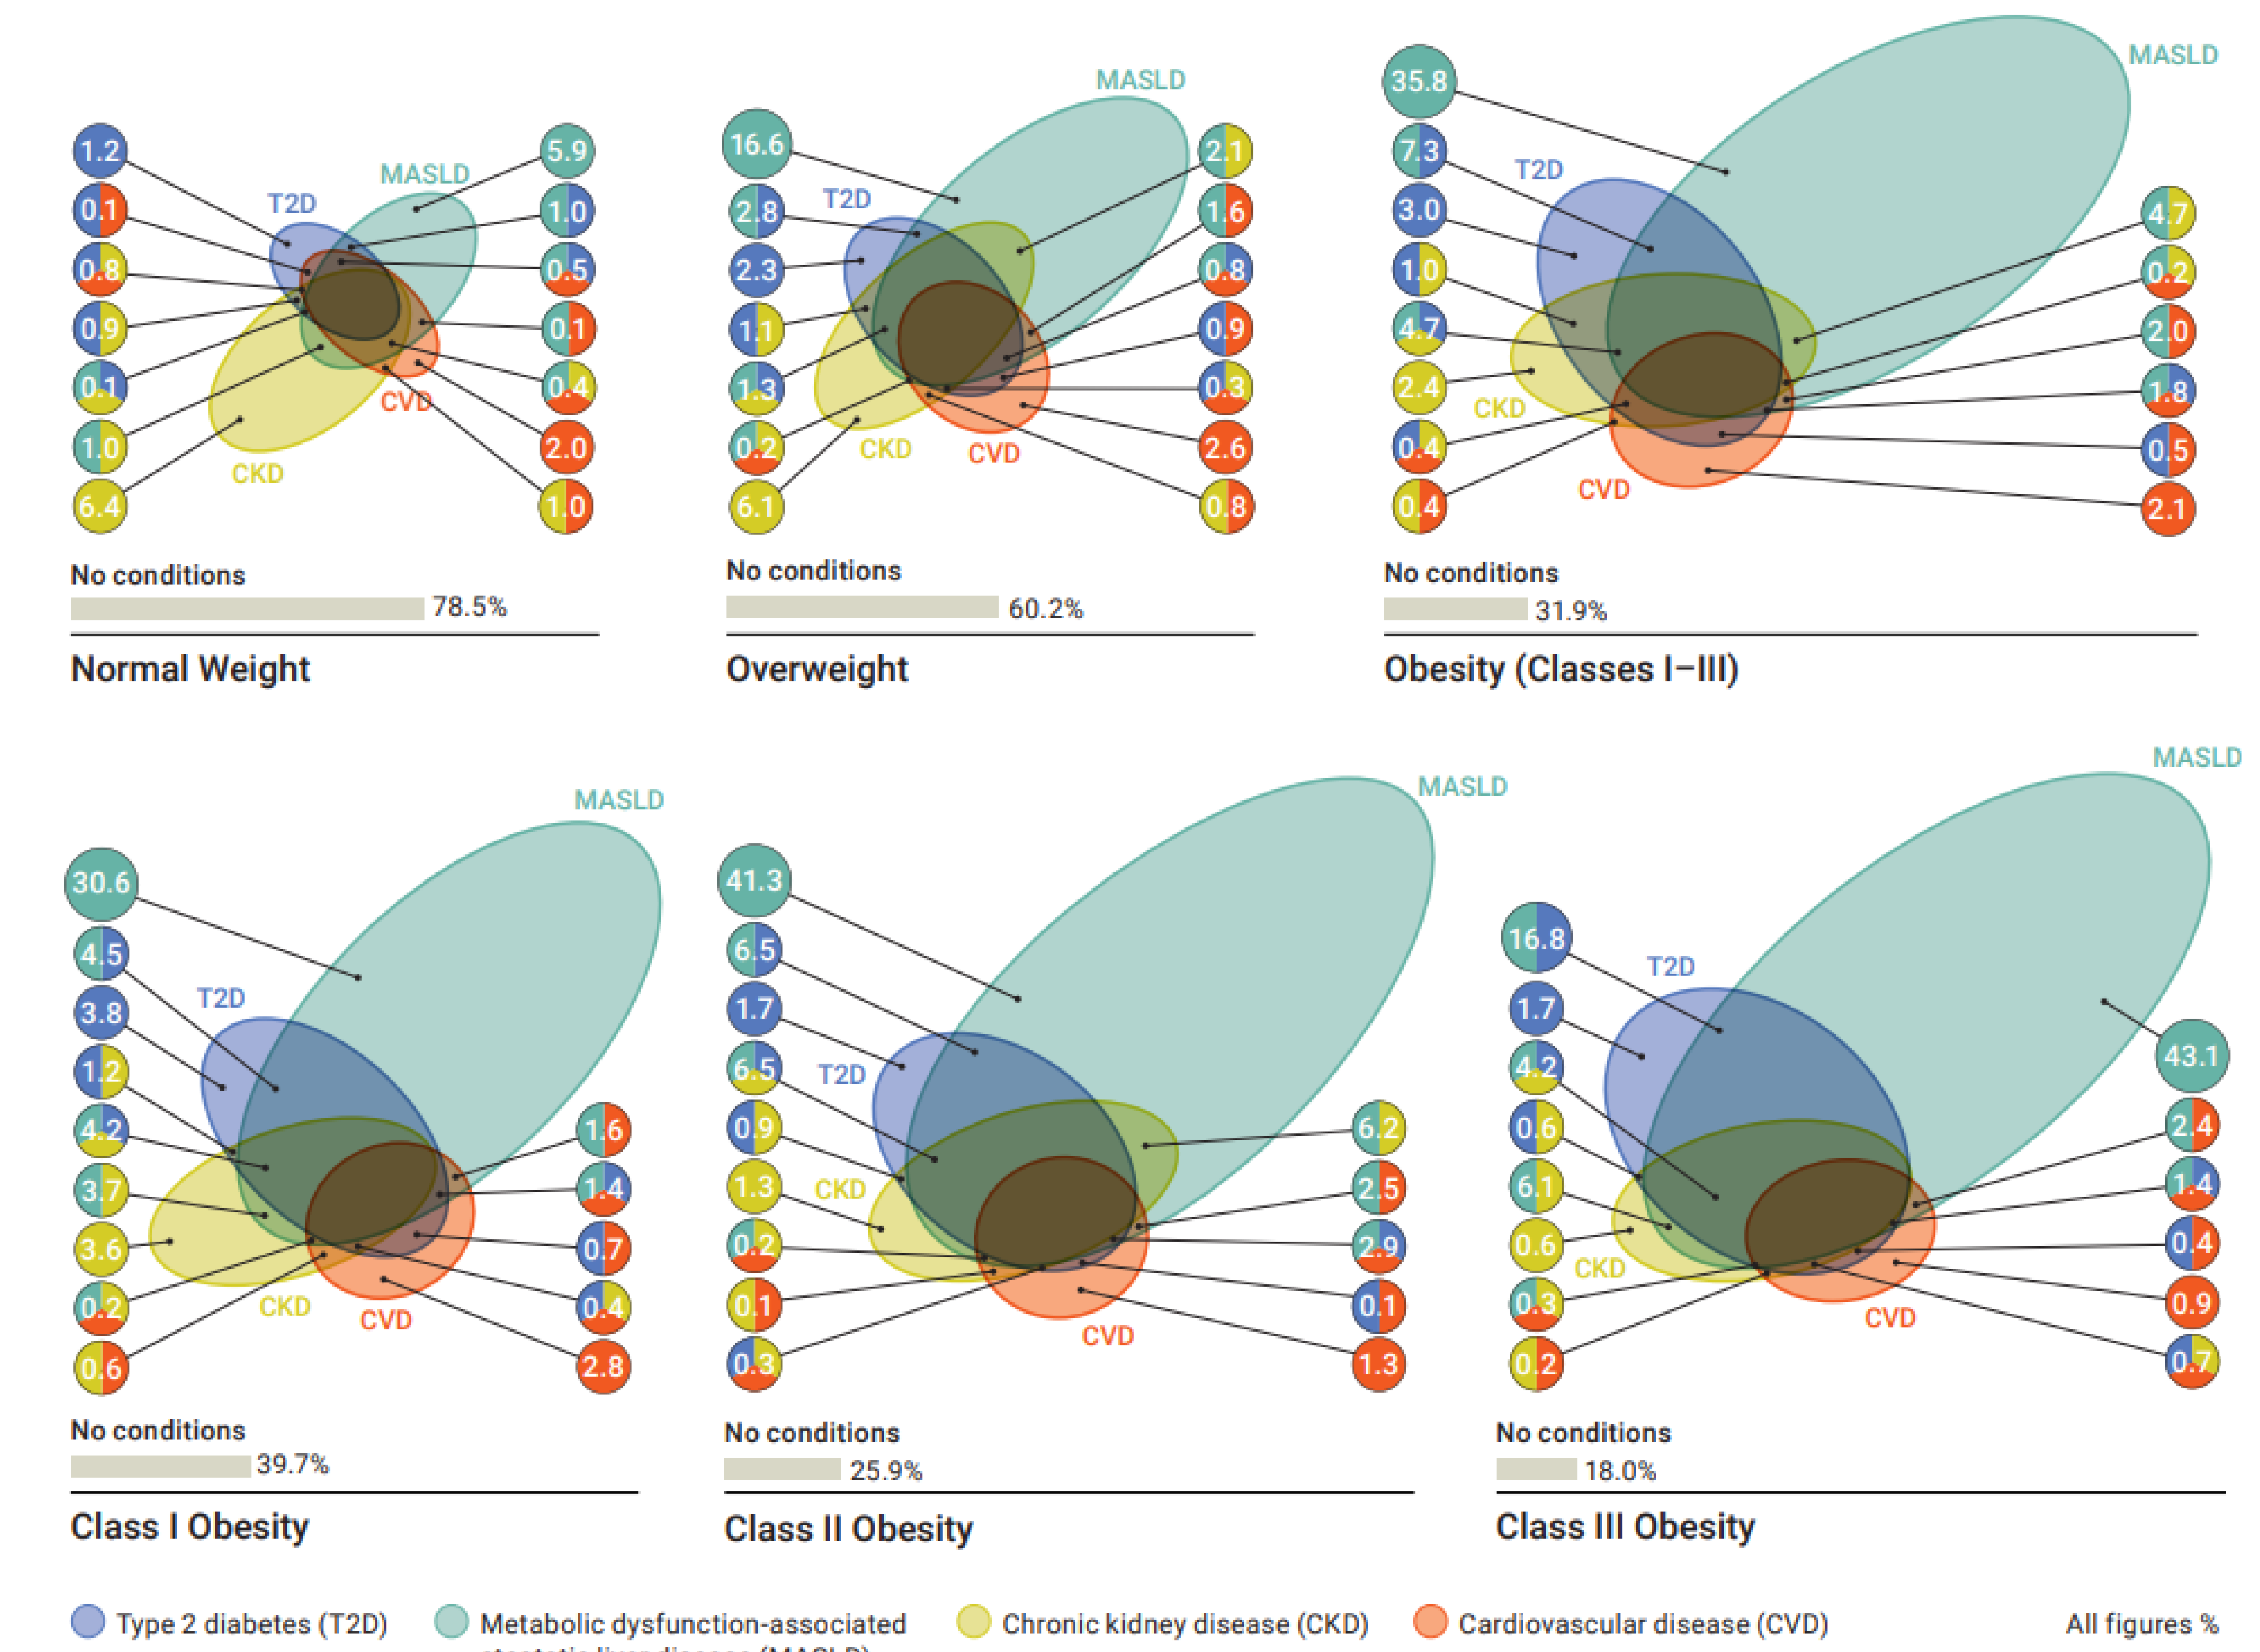 MASLD
T2D
CKD
CVD
1.2
0.1
0.8
0.9
0.1
1.0
6.4
5.9
1.0
0.5
0.1
0.4
2.0
1.0
No conditions
78.5%
Normal Weight
MASLD
T2D
CKD
CVD
16.6
2.8
2.3
1.1
1.3
0.2
6.1
2.1
1.6
0.8
0.9
0.3
2.6
0.8
No conditions
60.2%
Overweight
MASLD
T2D
CKD
CVD
35.8
7.3
3.0
1.0
4.7
2.4
0.4
0.4
4.7
0.2
2.0
1.8
0.5
2.1
No conditions
31.9%
Obesity (Classes I–III)
MASLD
T2D
CKD
CVD
30.6
4.5
3.8
1.2
4.2
3.7
3.6
0.2
0.6
1.6
1.4
0.7
0.4
2.8
No conditions
39.7%
Class I Obesity
MASLD
T2D
CKD
CVD
41.3
6.5
1.7
6.5
0.9
1.3
0.2
0.1
0.3
6.2
2.5
2.9
0.1
1.3
No conditions
25.9%
Class II Obesity
MASLD
T2D
CKD
CVD
16.8
1.7
4.2
0.6
6.1
0.6
0.3
0.2
43.1
2.4
1.4
0.4
0.9
0.7
No conditions
18.0%
Class III Obesity
Type 2 diabetes (T2D)
Metabolic dysfunction-associated
Chronic kidney disease (CKD)
Cardiovascular disease (CVD)
All figures %